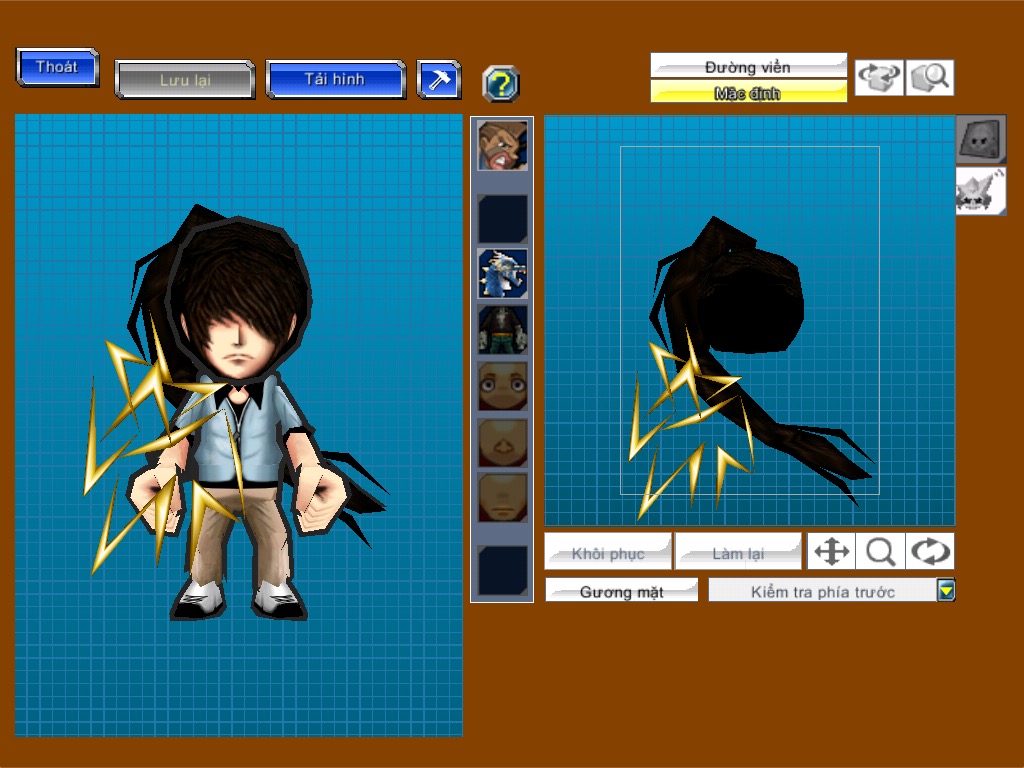 Thoát
Lưu lại
Tải hình
?
Đường viền
Mặc định
Khôi phục
Làm lại
Gương mặt
Kiểm tra phía trước